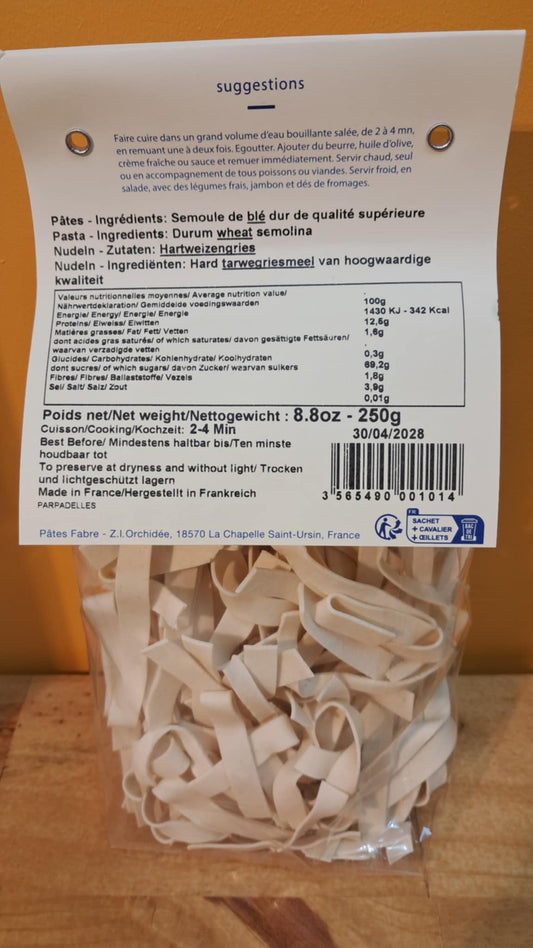 suggestions
Faire cuire dans un grand volume d'eau bouillante salée, de 2 à 4 mn,
en remuant une à deux fois. Egoutter. Ajouter du beurre, huile d'olive,
crème fraîche ou sauce et remuer immédiatement. Servir chaud, seul
ou en accompagnement de tous poissons ou viandes. Servir froid, en
salade, avec des légumes frais, jambon et dés de fromages.
Pâtes - Ingrédients: Semoule de blé dur de qualité supérieure
Pasta - Ingredients: Durum wheat semolina
Nudeln - Zutaten: Hartweizengries
Nudeln - Ingrediënten: Hard tarwegriesmeel van hoogwaardige
kwaliteit
Valeurs nutritionnelles moyennes/ Average nutrition value/
Nährwertdeklaration/ Gemiddelde voedingswaarden 100g
Energie/ Energy/ Energie/ Energie 1430 KJ - 342 Kcal
Proteins/ Eiweiss/ Eiwitten 12,5g
Matières grasses/ Fat/ Fett/ Vetten 1,6g
dont acides gras saturés/ of which saturates/ davon gesättigte Fettsäuren/
waarvan verzadigde vetten 0,3g
Glucides/ Carbohydrates/ Kohlenhydrate/ Koolhydraten 69,2g
dont sucres/ of which sugars/ davon Zucker/ waarvan suikers 1,8g
Fibres/ Fibres/ Ballaststoffe/ Vezels 3,9g
Sel/ Salt/ Salz/ Zout 0,01g
Poids net/Net weight/Nettogewicht : 8.8oz - 250g
Cuisson/Cooking/Kochzeit: 2-4 Min 30/04/2028
Best Before/ Mindestens haltbar bis/Ten minste
houdbaar tot
To preserve at dryness and without light/ Trocken
und lichtgeschützt lagern
Made in France/Hergestellt in Frankreich
3 565490 001014
PARPADELLES
Pâtes Fabre - Z.I.Orchidée, 18570 La Chapelle Saint-Ursin, France
FR
SACHET
+ CAVALIER
+ ŒILLETS
BAC
DE
TRI